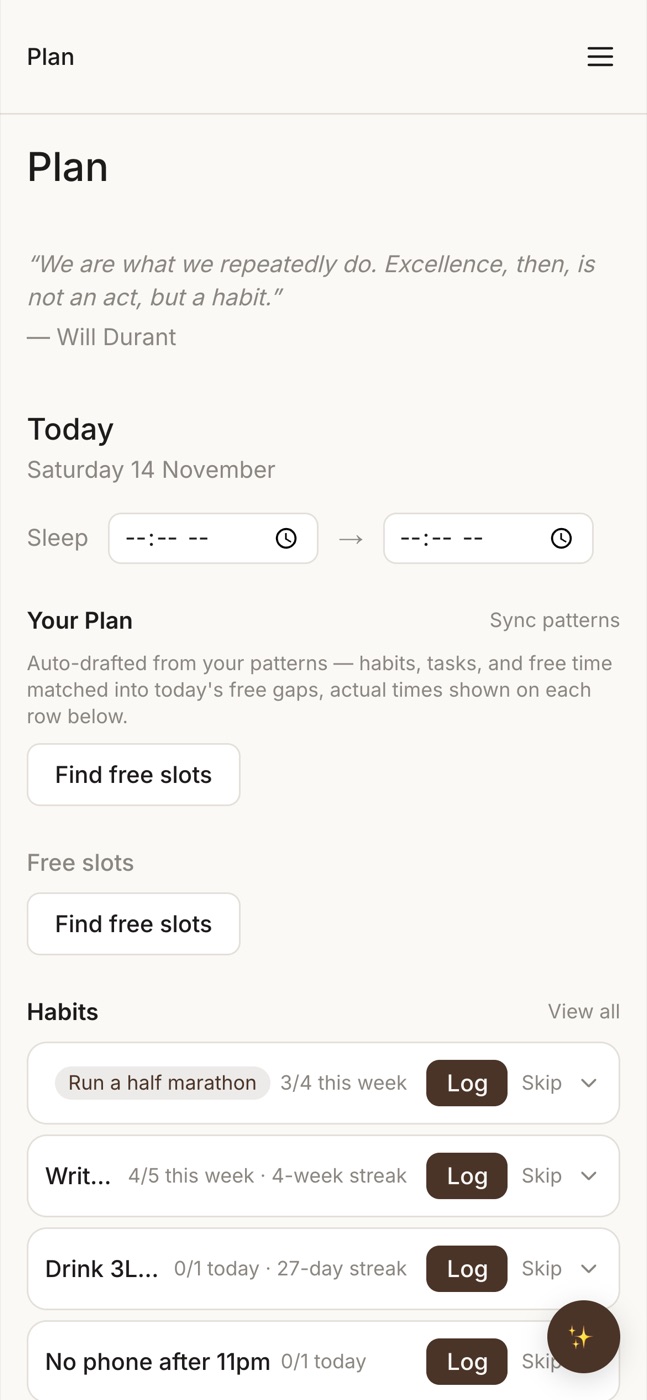 Plan
Plan
“We are what we repeatedly do. Excellence, then, is
not an act, but a habit.”
— Will Durant
Today
Saturday 14 November
Sleep --:-- -- → --:-- --
Your Plan Sync patterns
Auto-drafted from your patterns — habits, tasks, and free time
matched into today's free gaps, actual times shown on each
row below.
Find free slots
Free slots
Find free slots
Habits View all
Run a half marathon 3/4 this week Log Skip
Writ... 4/5 this week · 4-week streak Log Skip
Drink 3L... 0/1 today · 27-day streak Log Skip
No phone after 11pm 0/1 today Log Skip